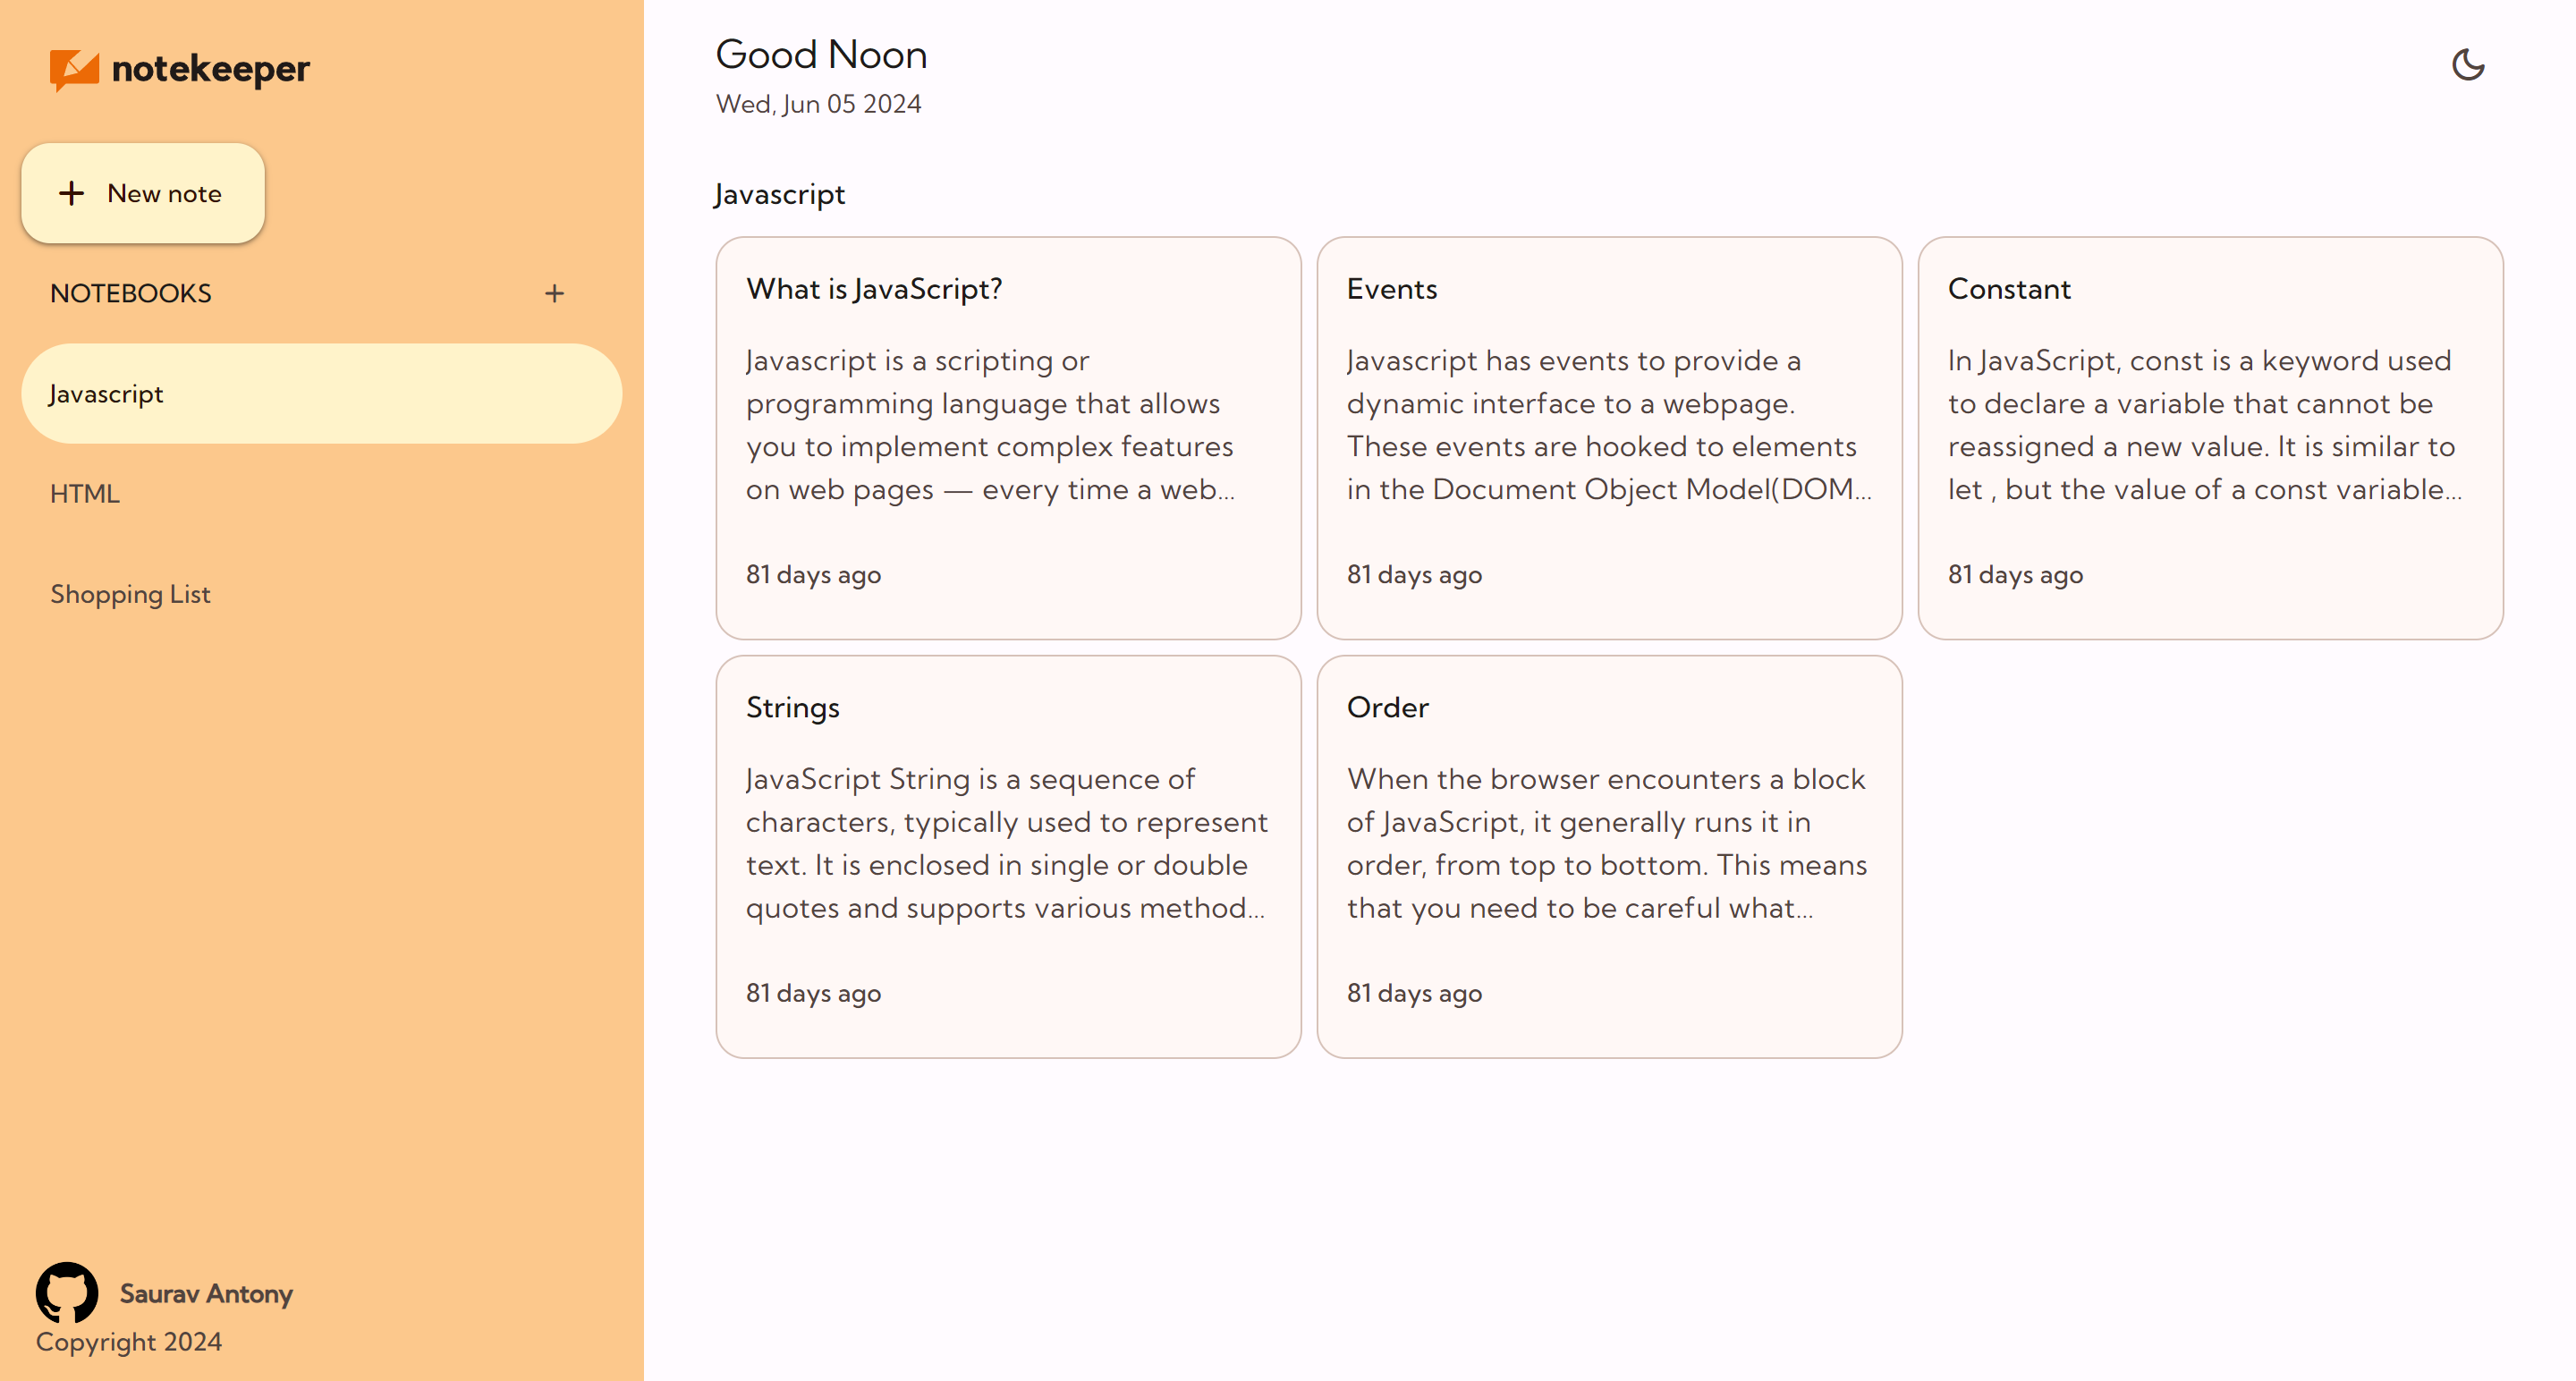 notekeeper
New note
NOTEBOOKS
Javascript
HTML
Shopping List
Saurav Antony
Copyright 2024
Good Noon
Wed, Jun 05 2024
Javascript
What is JavaScript?
Javascript is a scripting or
programming language that allows
you to implement complex features
on web pages — every time a web...
81 days ago
Events
Javascript has events to provide a
dynamic interface to a webpage.
These events are hooked to elements
in the Document Object Model(DOM...
81 days ago
Constant
In JavaScript, const is a keyword used
to declare a variable that cannot be
reassigned a new value. It is similar to
let , but the value of a const variable...
81 days ago
Strings
JavaScript String is a sequence of
characters, typically used to represent
text. It is enclosed in single or double
quotes and supports various method...
81 days ago
Order
When the browser encounters a block
of JavaScript, it generally runs it in
order, from top to bottom. This means
that you need to be careful what...
81 days ago